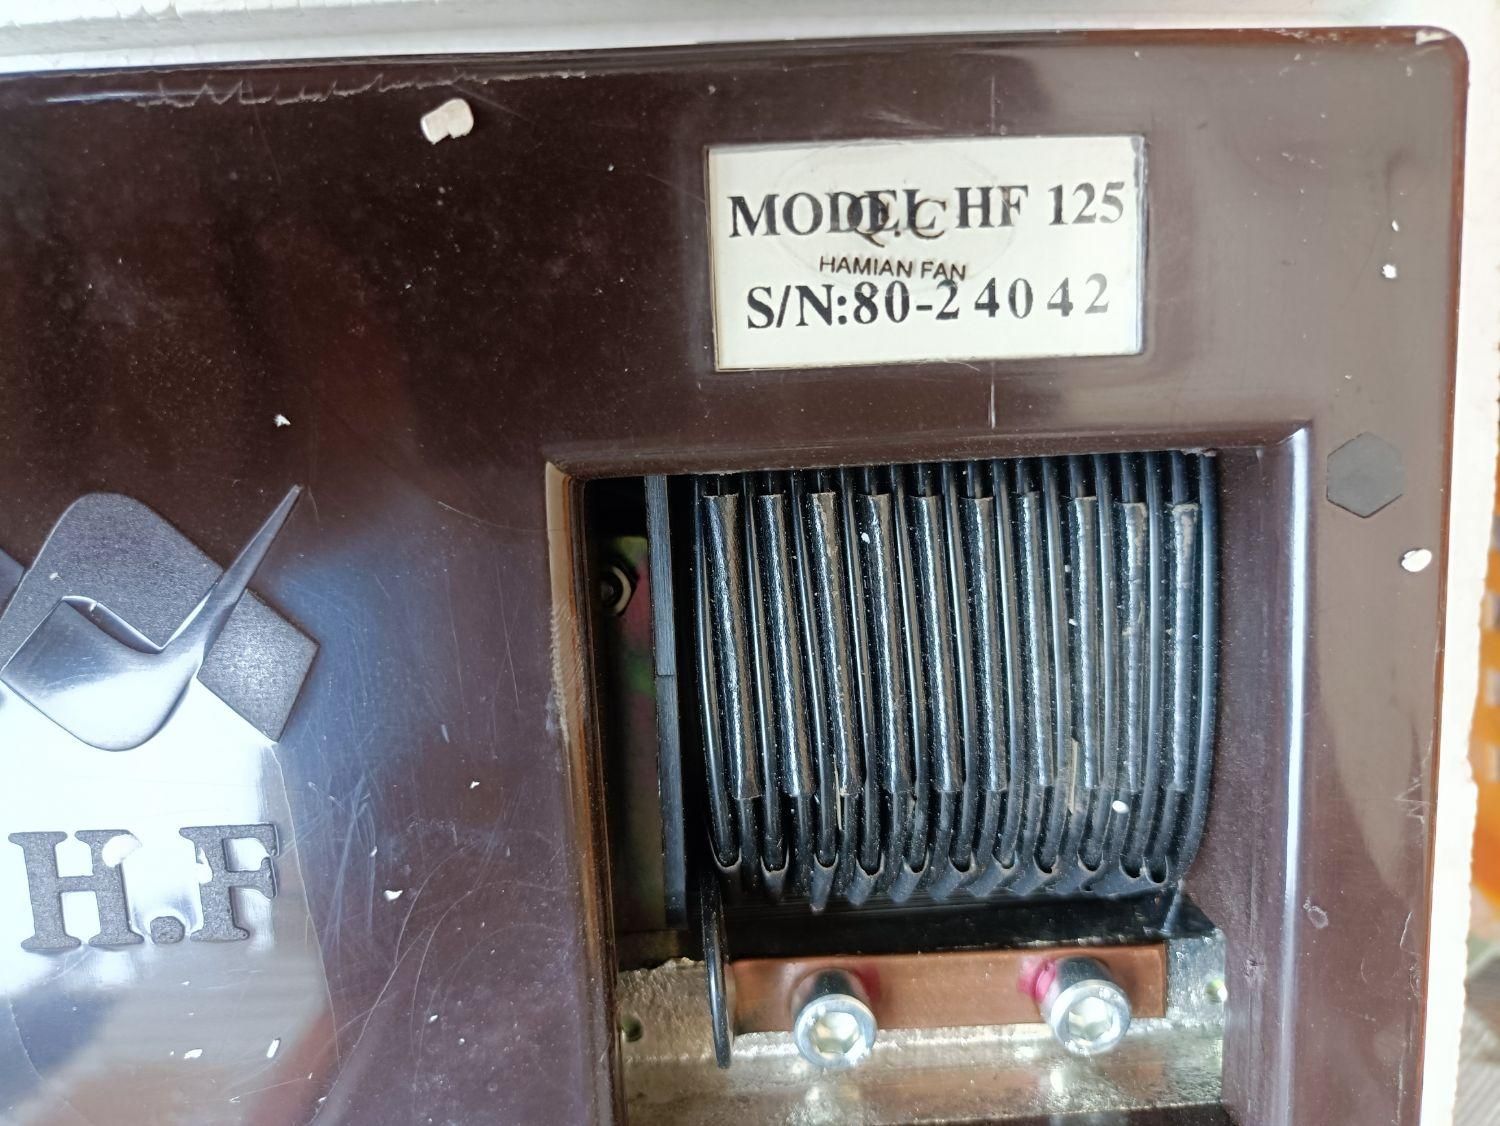 MODEL HF 125
Q.C
HAMIAN FAN
S/N:80-24042
H.F